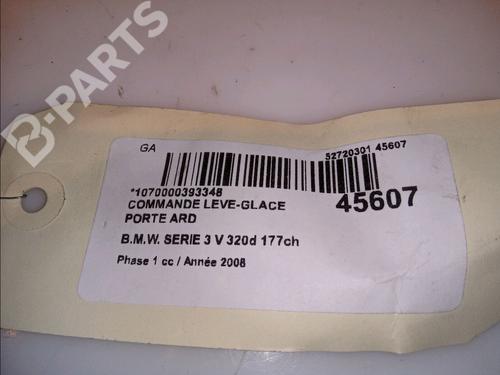 B-PARTS
GA
52720301 45607
*1070000393348
COMMANDE LEVE-GLACE
PORTE ARD
45607
B.M.W. SERIE 3 V 320d 177ch
Phase 1 cc / Année 2008